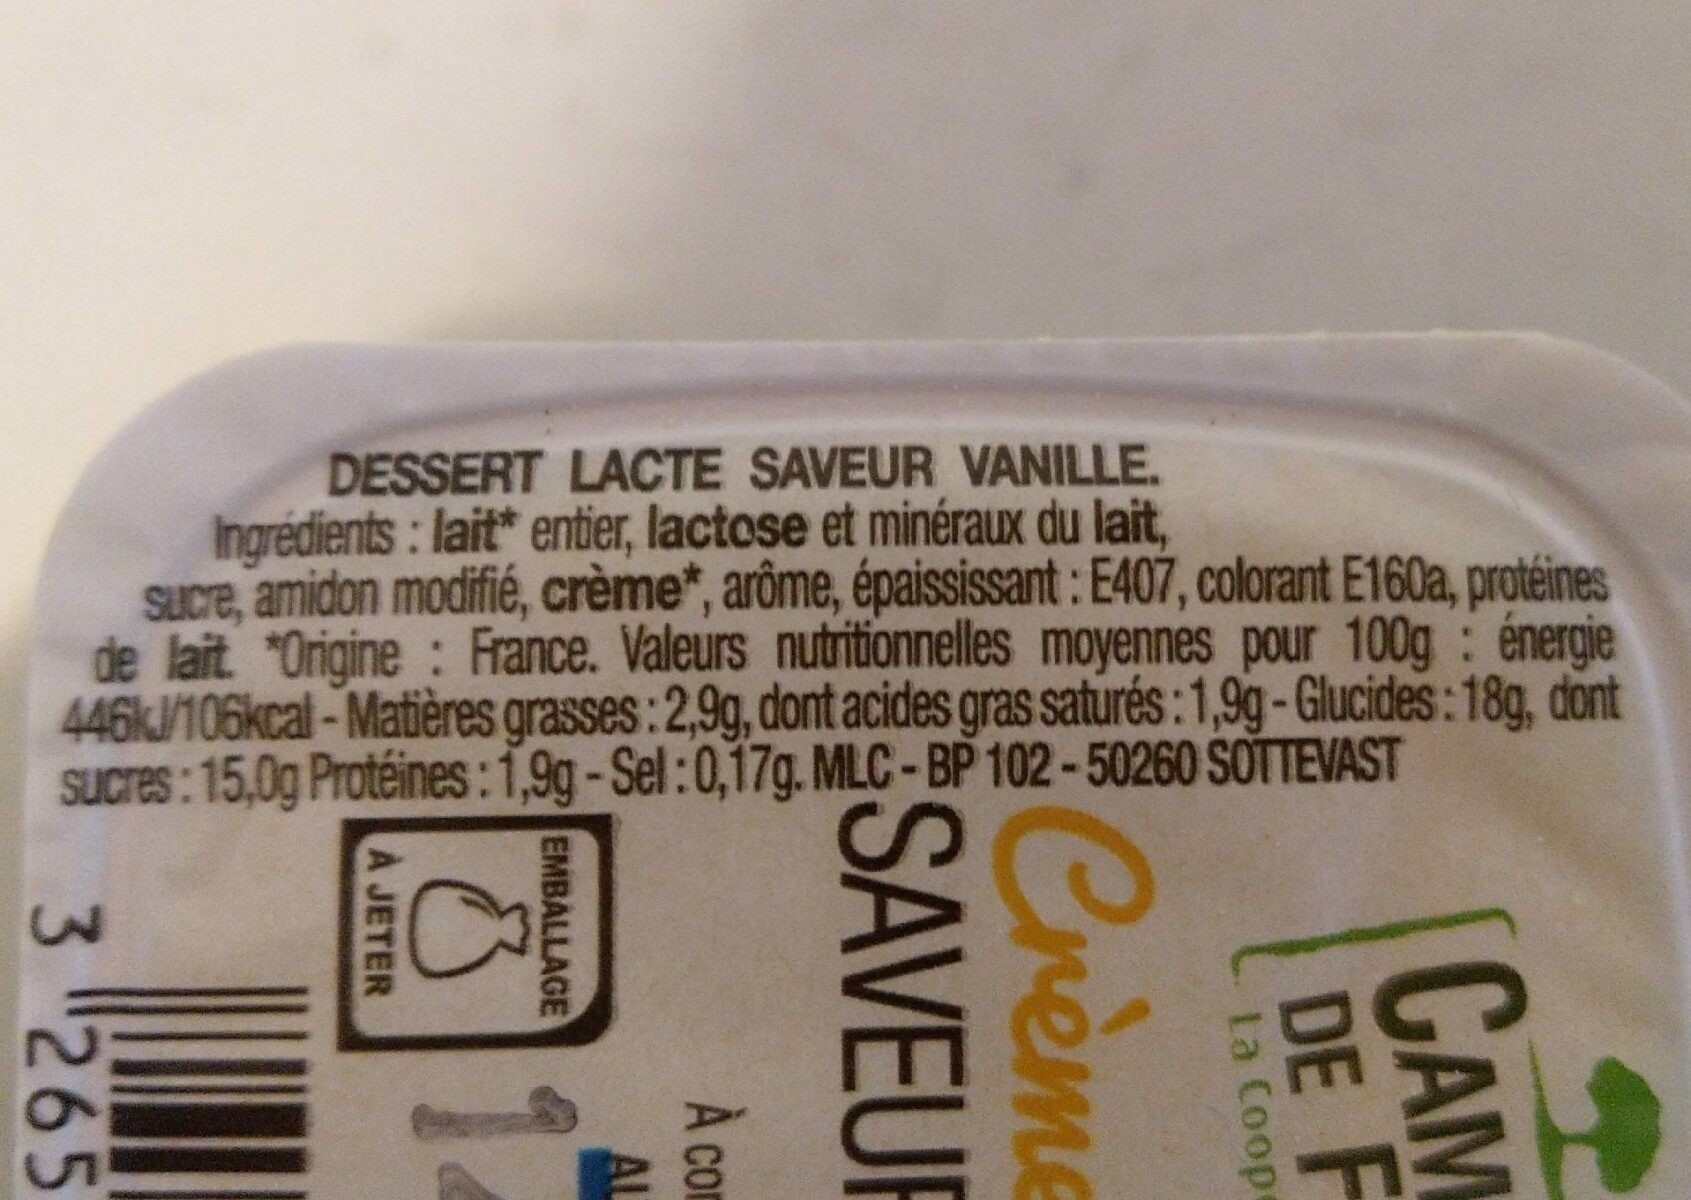 DESSERT LACTE SAVEUR VANILLE.
Ingrédients : lait* entier, lactose et minéraux du lait,
sucre, amidon modifié, crème*, arôme, épaississant : E407, colorant E160a, protéines
de lait. *Origine : France. Valeurs nutritionnelles moyennes pour 100g : énergie
446kJ/106kcal - Matières grasses : 2,9g, dont acides gras saturés : 1,9g - Glucides : 18g, dont
sucres : 15,0g Protéines : 1,9g - Sel : 0,17g. MLC - BP 102 - 50260 SOTTEVAST
EMBALLAGE
À JETER
3 265
À
SAVEUR
Crème
CAM
DE F
La Coop